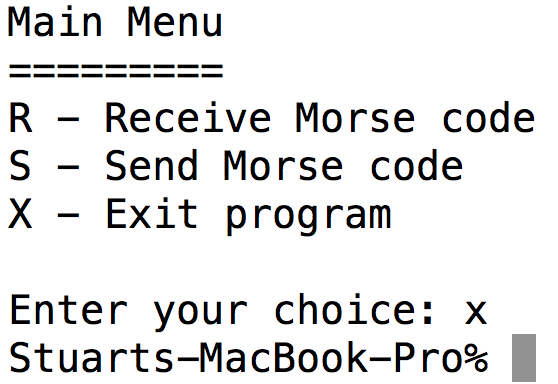 Main Menu
=========
R - Receive Morse code
S - Send Morse code
X - Exit program
Enter your choice: x
Stuarts-MacBook-Pro%